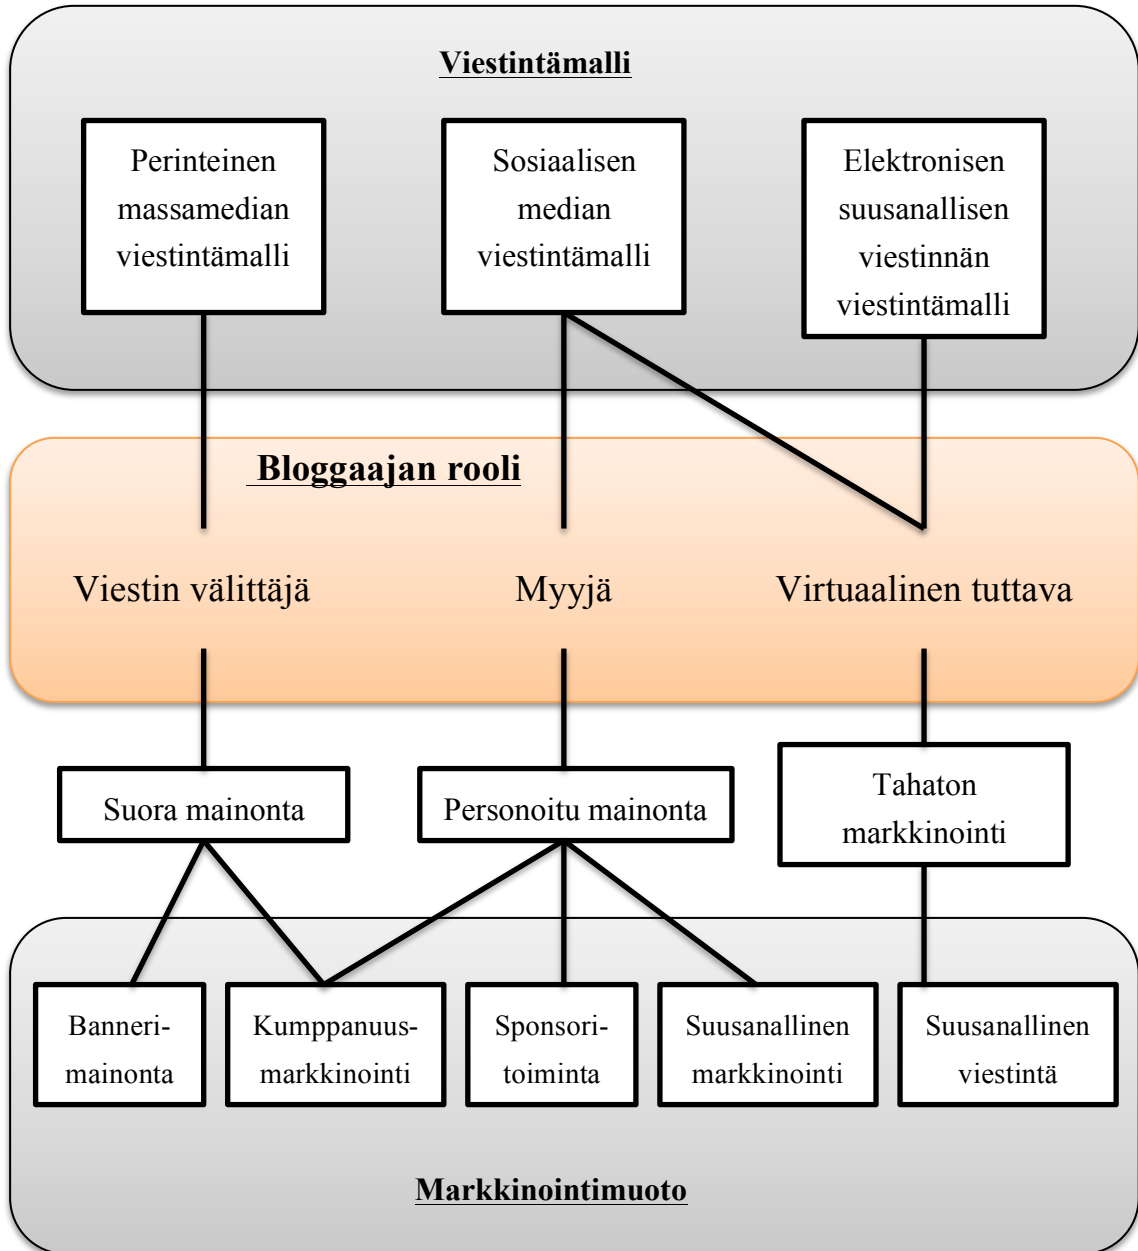 Viestintämalli
Perinteinen
massamedian
viestintämalli
Sosiaalisen
median
viestintämalli
Elektronisen
suusanallisen
viestinnän
viestintämalli
Bloggaajan rooli
Viestin välittäjä
Myyjä
Virtuaalinen tuttava
Suora mainonta
Personoitu mainonta
Tahaton
markkinointi
Banneri-
mainonta
Kumppanuus-
markkinointi
Sponsori-
toiminta
Suusanallinen
markkinointi
Suusanallinen
viestintä
Markkinointimuoto